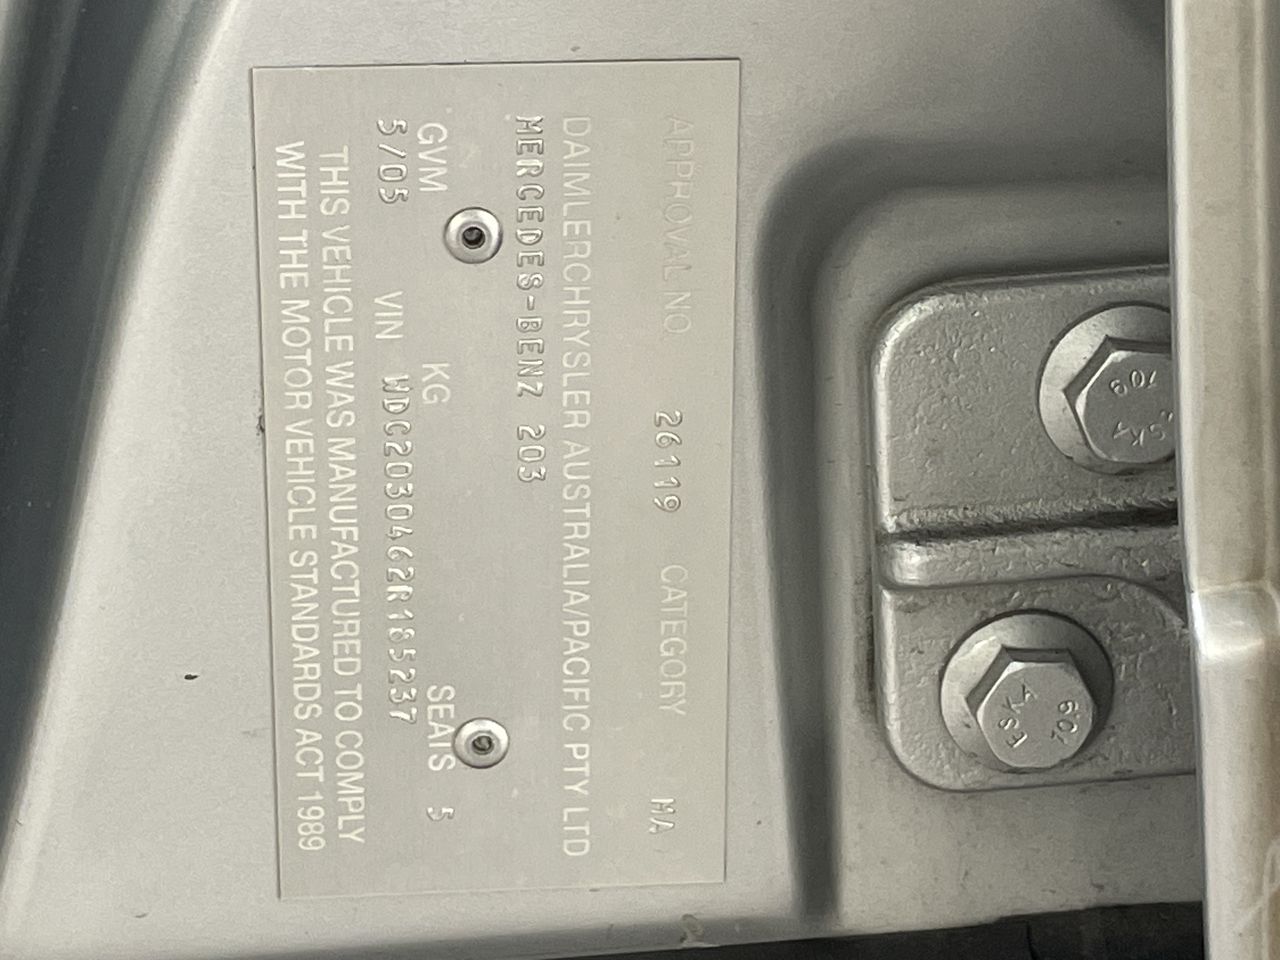 APPROVAL NO 26119 CATEGORY MA
DAIMLERCHRYSLER AUSTRALIA/PACIFIC PTY LTD
MERCEDES-BENZ 203
GVM KG SEATS 5
5/05 VIN WDC2030462R185237
THIS VEHICLE WAS MANUFACTURED TO COMPLY
WITH THE MOTOR VEHICLE STANDARDS ACT 1989